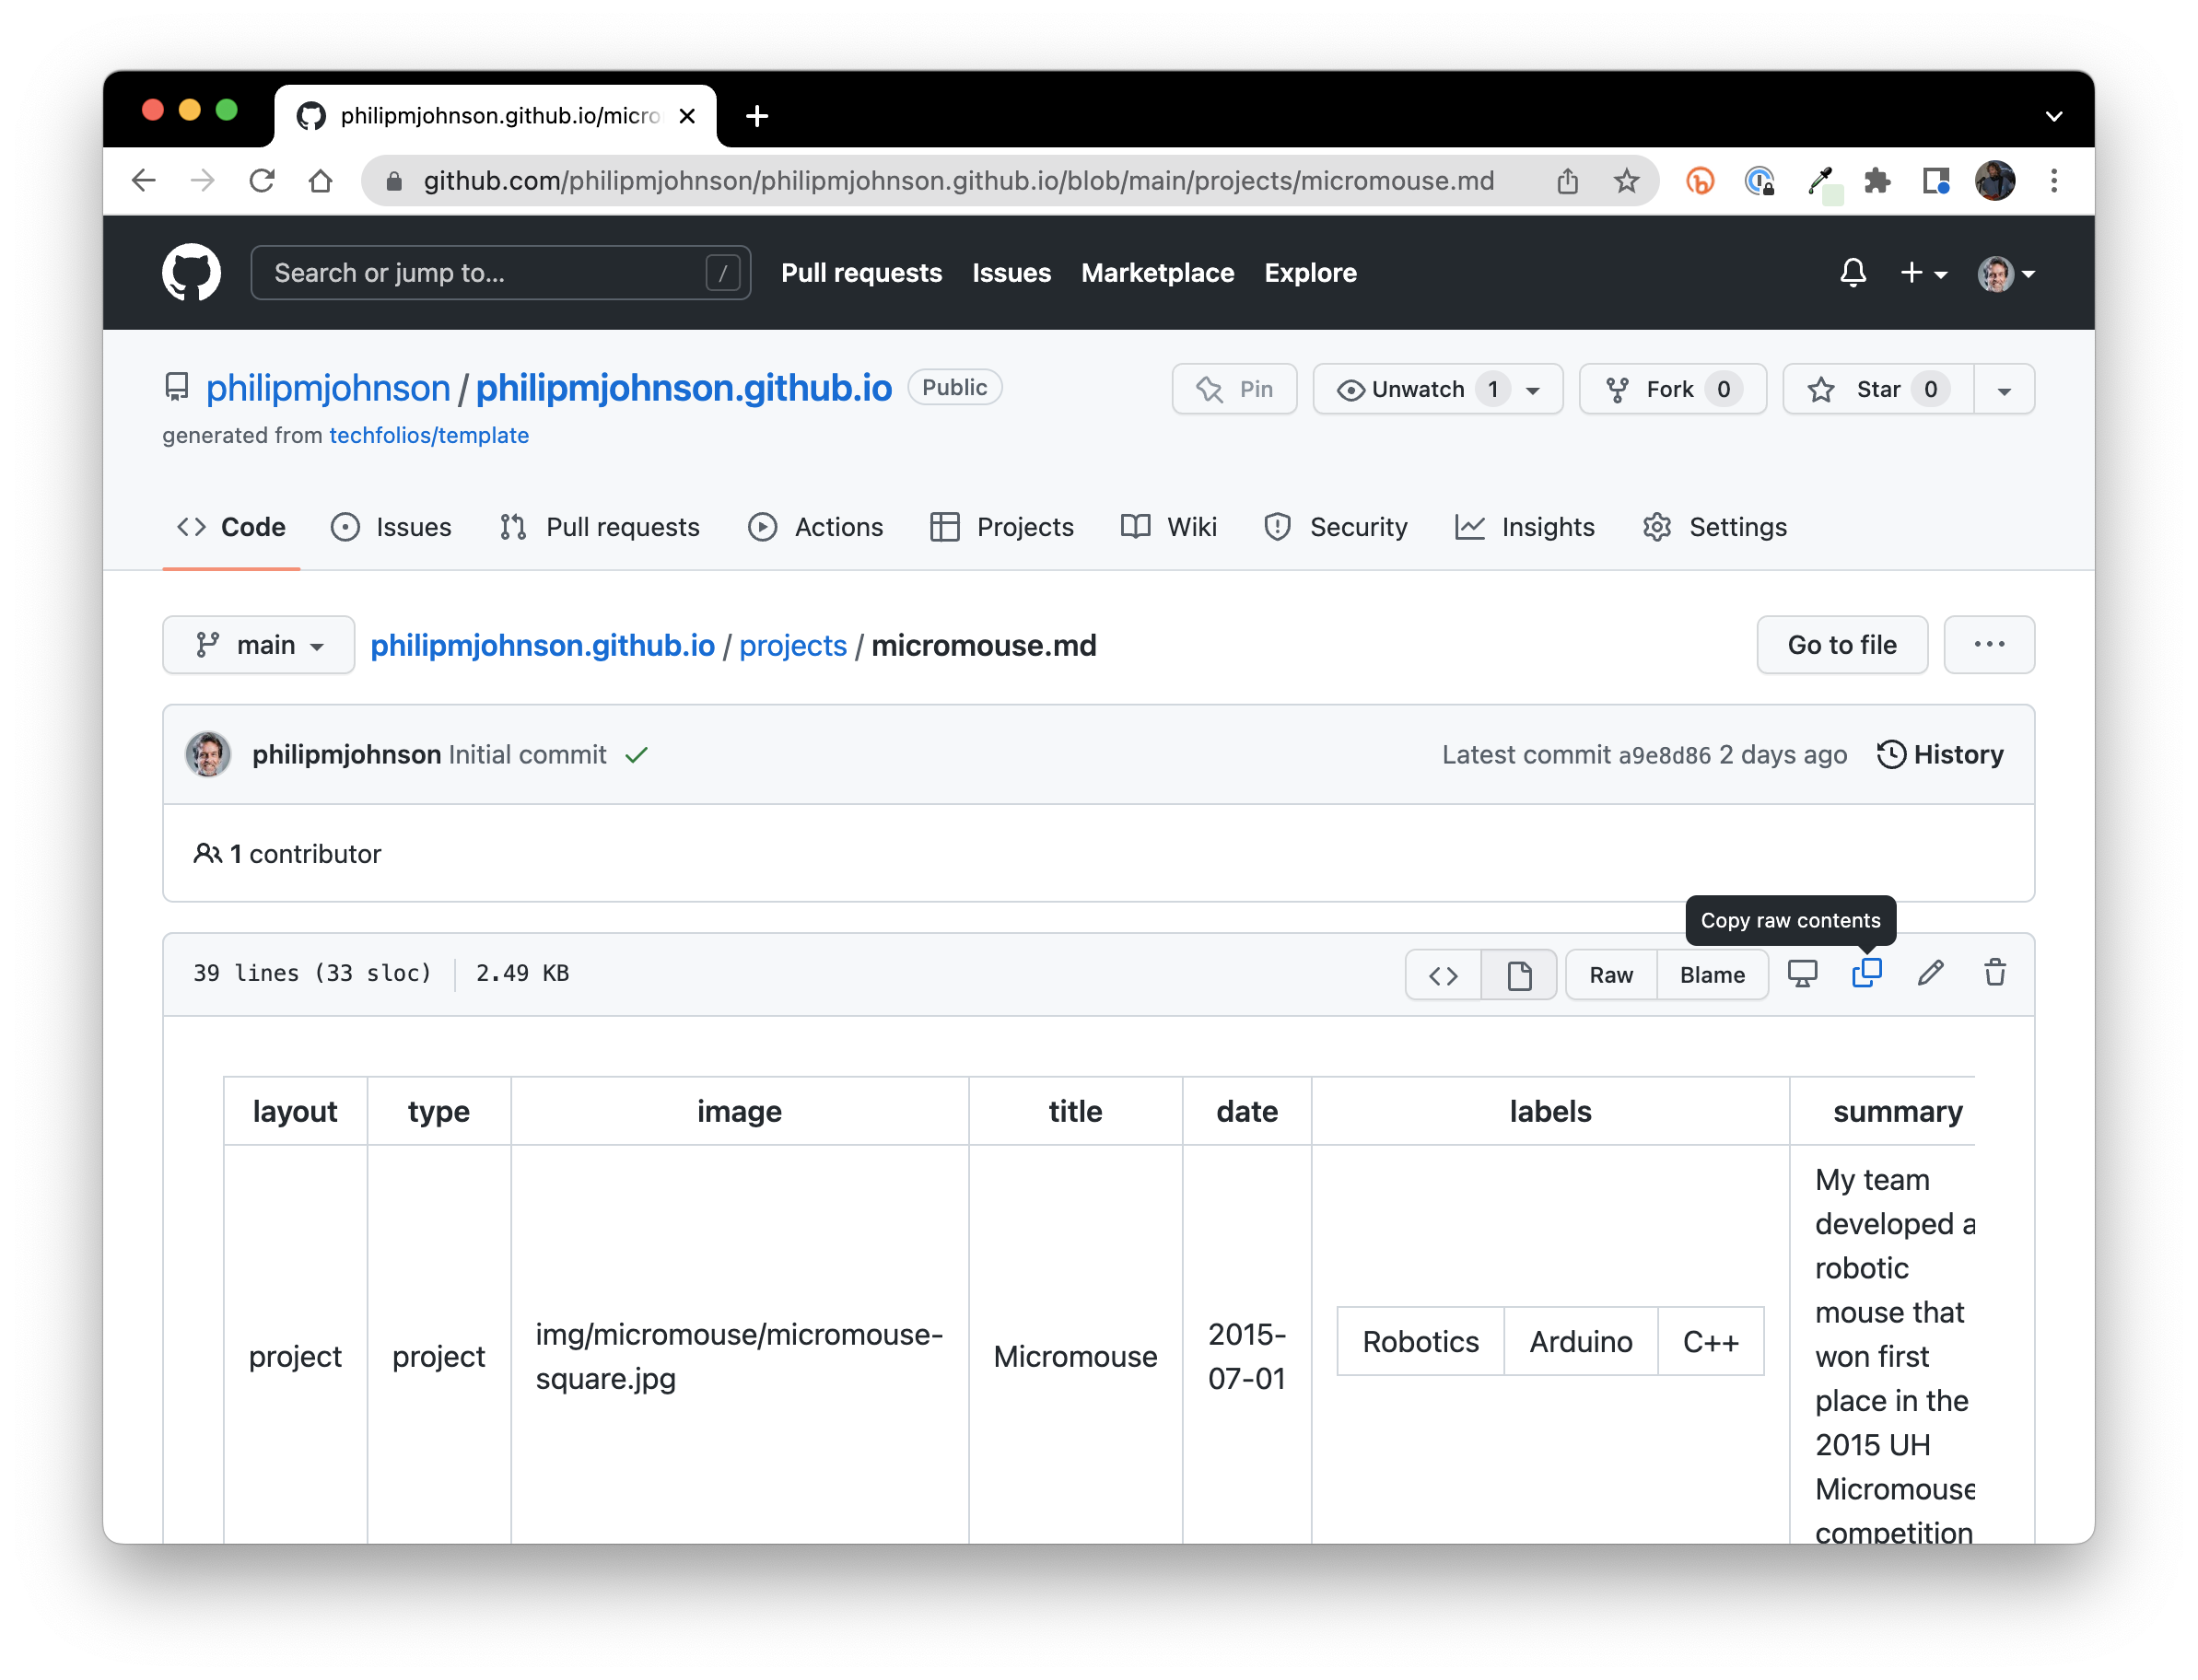 philipmjohnson.github.io/micro
github.com/philipmjohnson/philipmjohnson.github.io/blob/main/projects/micromouse.md
Search or jump to... /
Pull requests Issues Marketplace Explore
philipmjohnson / philipmjohnson.github.io Public
Pin Unwatch 1 Fork 0 Star 0
generated from techfolios/template
Code Issues Pull requests Actions Projects Wiki Security Insights Settings
main philipmjohnson.github.io / projects / micromouse.md Go to file ...
philipmjohnson Initial commit Latest commit a9e8d86 2 days ago History
1 contributor
Copy raw contents
39 lines (33 sloc) 2.49 KB Raw Blame
layout type image title date labels summary
project
project
img/micromouse/micromouse-
square.jpg
Micromouse
2015-
07-01
Robotics Arduino C++
My team
developed a
robotic
mouse that
won first
place in the
2015 UH
Micromouse
competition